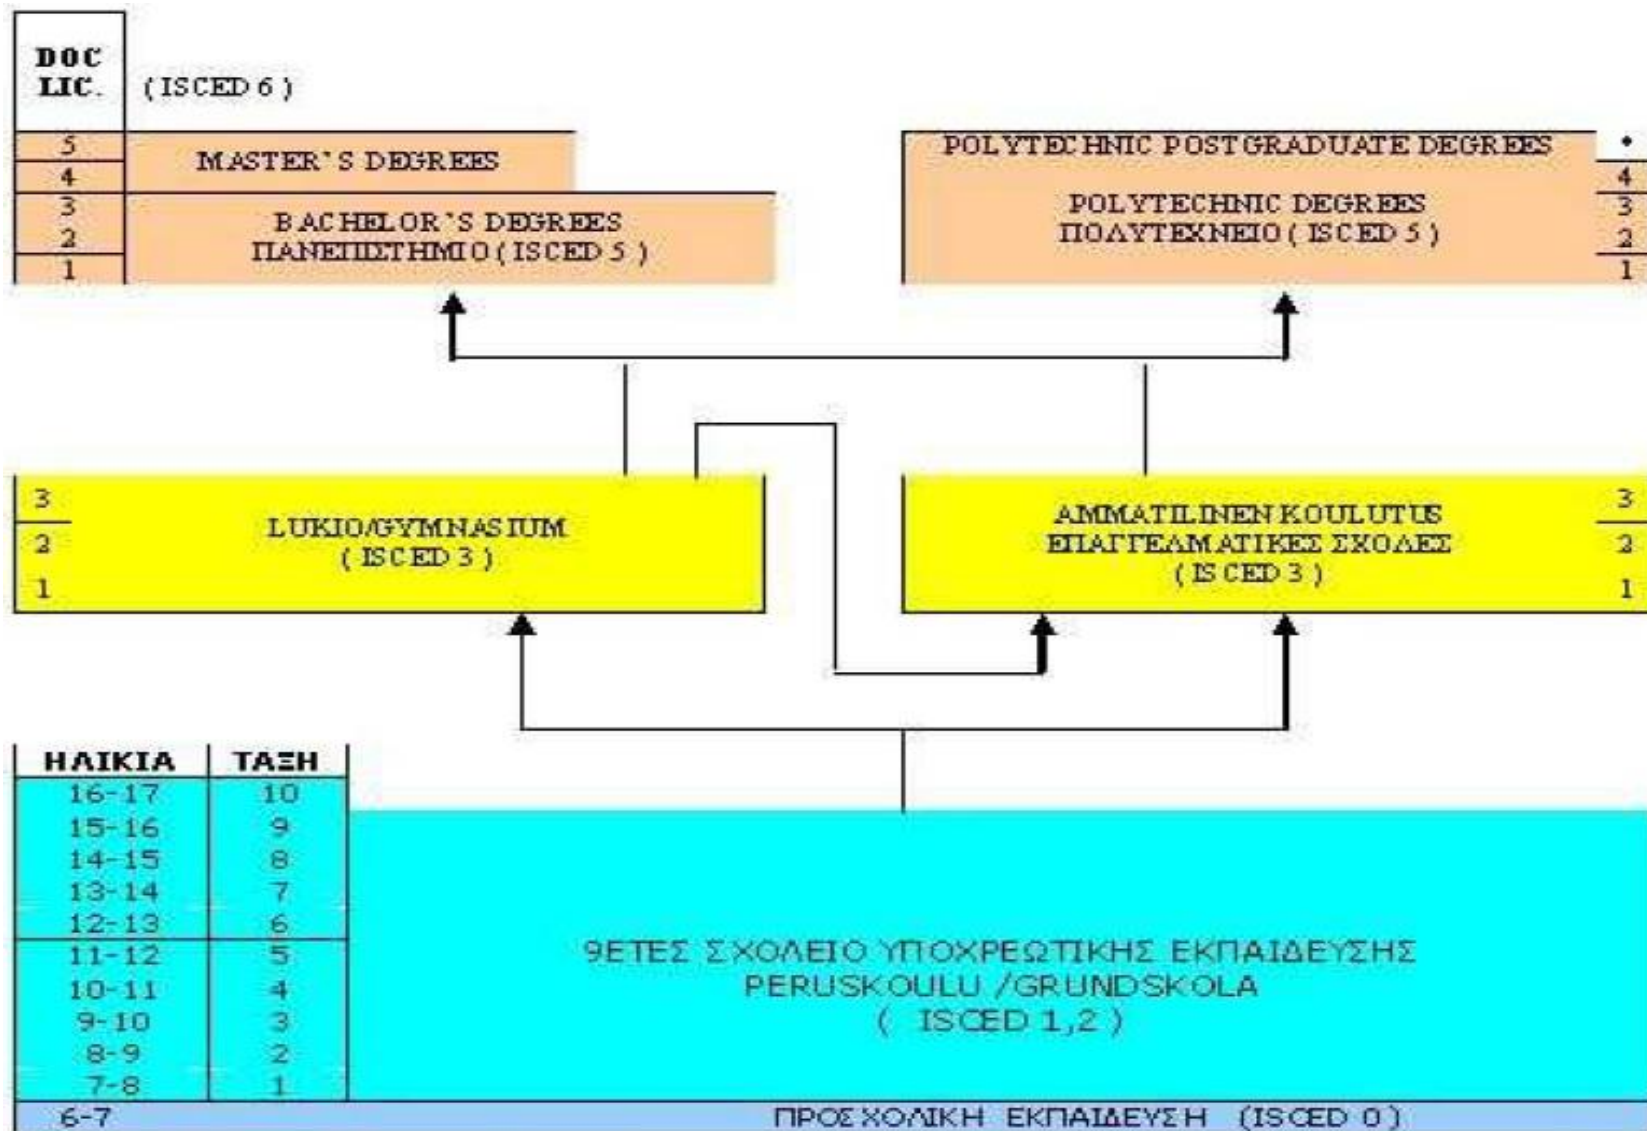 DOC
LIC.
( ISCED 6 )
5
4
MASTER`S DEGREES
3
2
1
BACHELOR`S DEGREES
ΠΑΝΕΠΙΣΤΗΜΙΟ ( ISCED 5 )
POLYTECHNIC POSTGRADUATE DEGREES
POLYTECHNIC DEGREES
ΠΟΛΥΤΕΧΝΕΙΟ ( ISCED 5 )
•
4
3
2
1
3
2
1
LUKIO/GYMNASIUM
( ISCED 3 )
AMMATILINEN KOULUTUS
ΕΠΑΓΓΕΛΜΑΤΙΚΕΣ ΣΧΟΛΕΣ
( ISCED 3 )
3
2
1
ΗΛΙΚΙΑ ΤΑΞΗ
16-17 10
15-16 9
14-15 8
13-14 7
12-13 6
11-12 5
10-11 4
9-10 3
8-9 2
7-8 1
9ΕΤΕΣ ΣΧΟΛΕΙΟ ΥΠΟΧΡΕΩΤΙΚΗΣ ΕΚΠΑΙΔΕΥΣΗΣ
PERUSKOULU /GRUNDSKOLA
( ISCED 1,2 )
6-7 ΠΡΟΣΧΟΛΙΚΗ ΕΚΠΑΙΔΕΥΣΗ (ISCED 0)